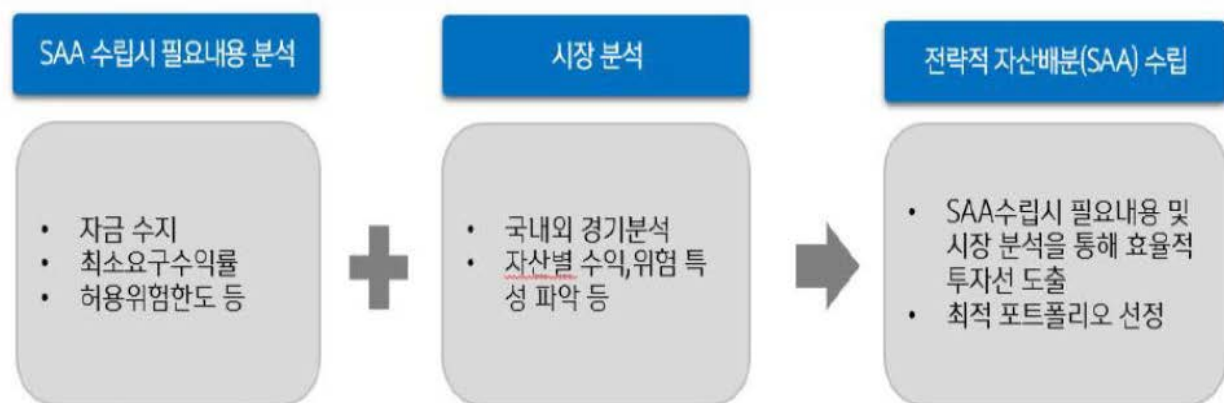 SAA 수립시 필요내용 분석
• 자금 수지
• 최소요구수익률
• 허용위험한도 등
시장 분석
• 국내외 경기분석
• 자산별 수익,위험 특
성 파악 등
전략적 자산배분(SAA) 수립
• SAA수립시 필요내용 및
시장 분석을 통해 효율적
투자선 도출
• 최적 포트폴리오 선정